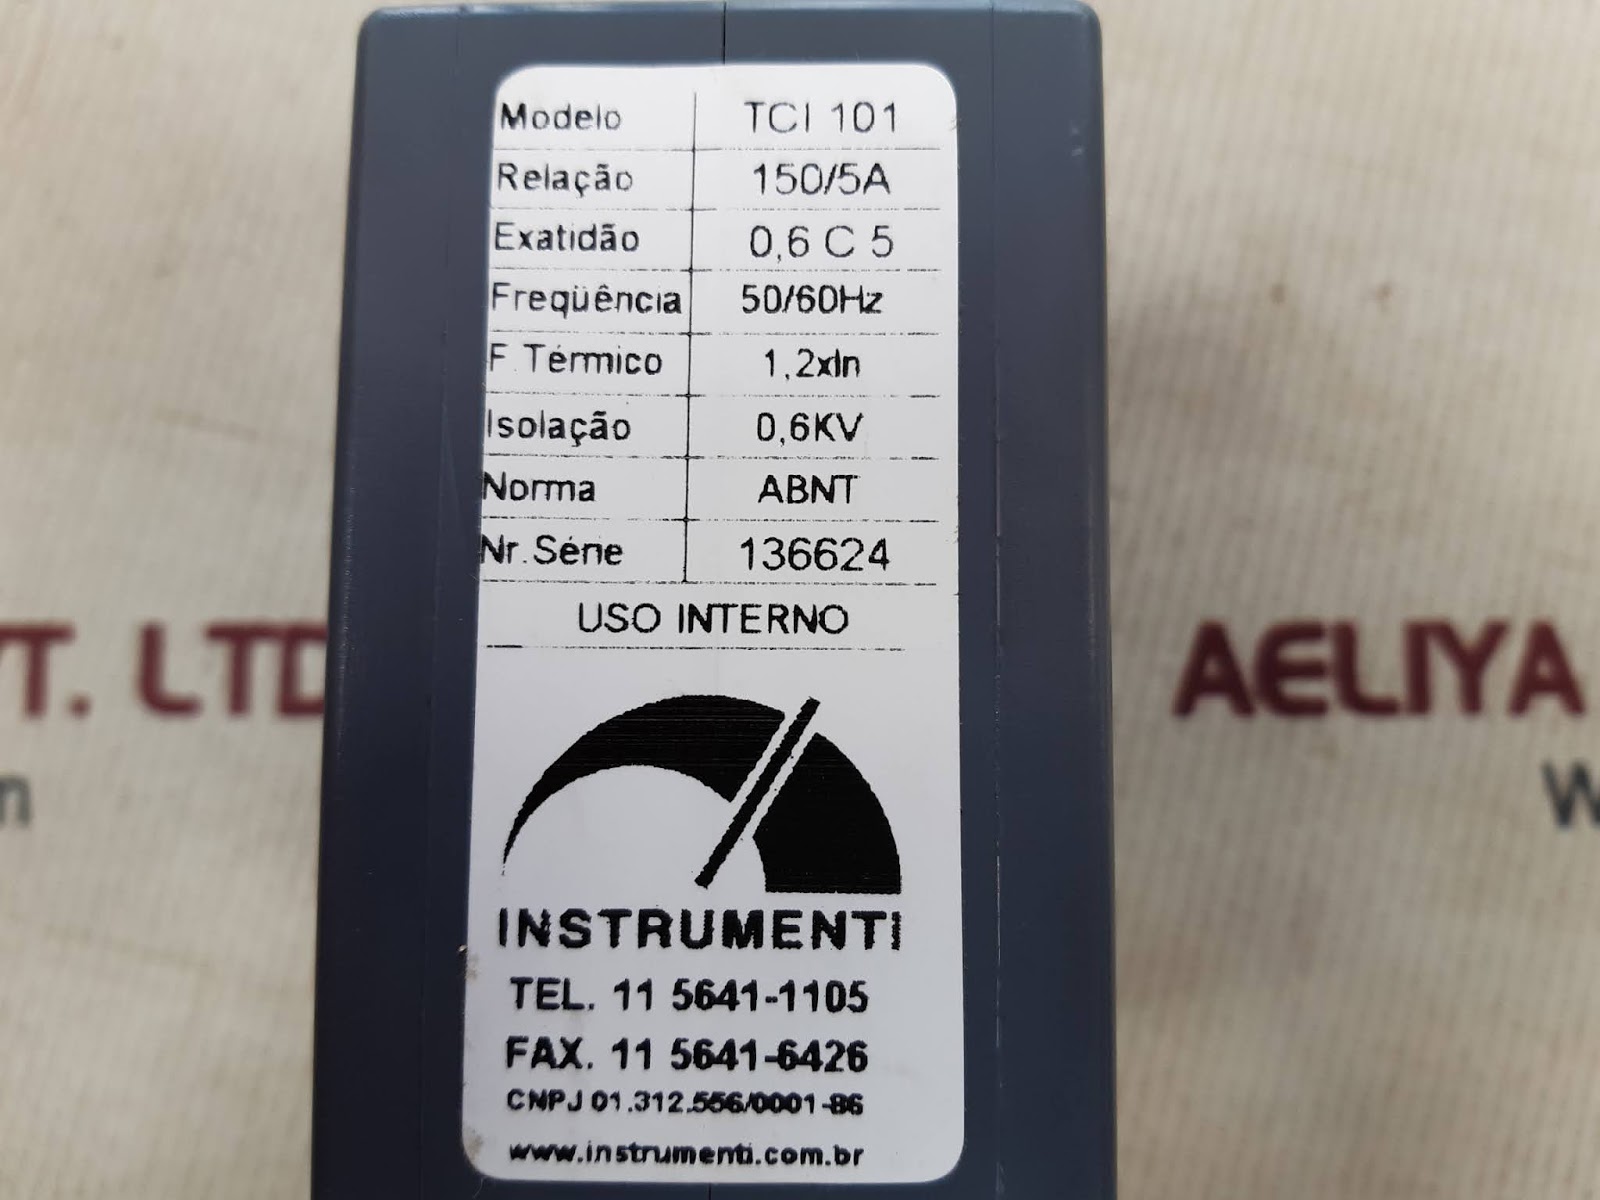 Modelo TCI 101
Relação 150/5A
Exatidão 0,6 C 5
Freqüência 50/60Hz
F Térmico 1,2xIn
Isolação 0,6KV
Norma ABNT
Nr.Série 136624
USO INTERNO
INSTRUMENTI
TEL. 11 5641-1105
FAX. 11 5641-6426
CNPJ 01.312.556/0001-86
www.instrumenti.com.br
VT. LTD
AELIYA